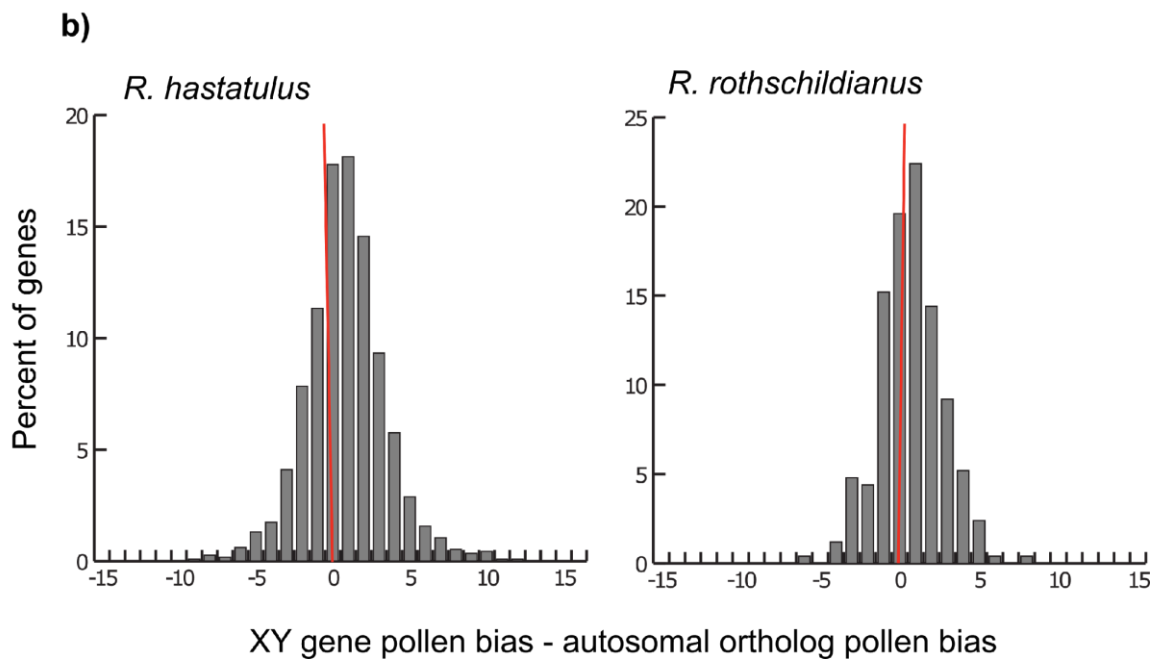 b)
R. hastatulus
R. rothschildianus
Percent of genes
20
15
10
5
0
-15 -10 -5 0 5 10 15
25
20
15
10
5
0
-15 -10 -5 0 5 10 15
XY gene pollen bias - autosomal ortholog pollen bias